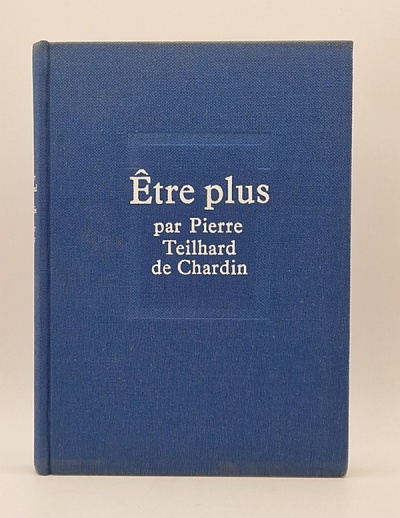 Être plus
par Pierre
Teilhard
de Chardin